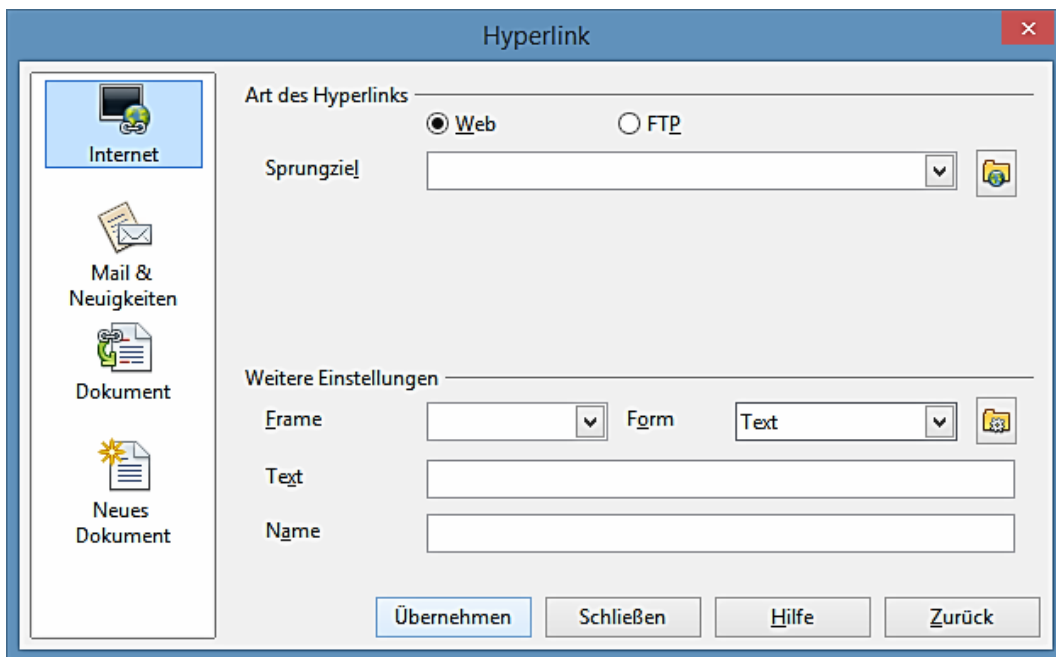 Hyperlink
Internet
Mail &
Neuigkeiten
Dokument
Neues
Dokument
Art des Hyperlinks
Web FTP
Sprungziel
Weitere Einstellungen
Frame Form Text
Text
Name
Übernehmen Schließen Hilfe Zurück